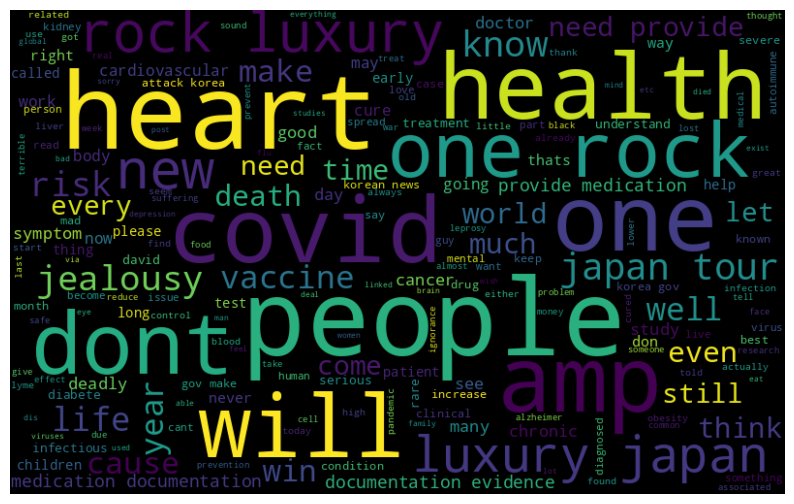 rock luxury
heart
health
one rock
covid
people
one
dont
will
amp
luxury japan
japan tour
new
risk
jealousy
vaccine
know
need provide
make
need
time
every
death
world
much
let
well
even
still
think
life
year
cause
win
come
many
medication documentation
documentation evidence
provide medication
related
kidney
use
got
global
sound
everything
real
treat
thank
doctor
way
severe
thought
right
called
cardiovascular
attack korea
may
early
love
old
case
mind
etc
died
medical
autoimmune
work
person
sorry
week
prevent
studies
cure
spread
war
treatment
little
part
black
understand
lost
already
exist
liver
post
good
fact
read
body
terrible
bad
thats
great
seem
suffering
depression
korean news
going
help
day
always
say
leprosy
guy
lower
known
symptom
mad
now
please
start
via
find
food
mental
almost
want
keep
korea gov
infection
tell
thing
david
last
become
reduce
issue
test
linked
cancer
drug
brain
either
problem
cured
study
live
face
virus
month
long
control
deal
wish
ignorance
money
don
someone
told
best
research
safe
eye
man
blood
women
feel
actually
eat
give
effect
deadly
take
human
patient
lyme
diabete
gov make
serious
see
rare
increase
never
able
cell
high
pandemic
clinical
chronic
alzheimer
obesity
common
dis
cant
today
family
diagnosed
viruses
due
used
infectious
children
prevention
condition
lot
found
something
associated